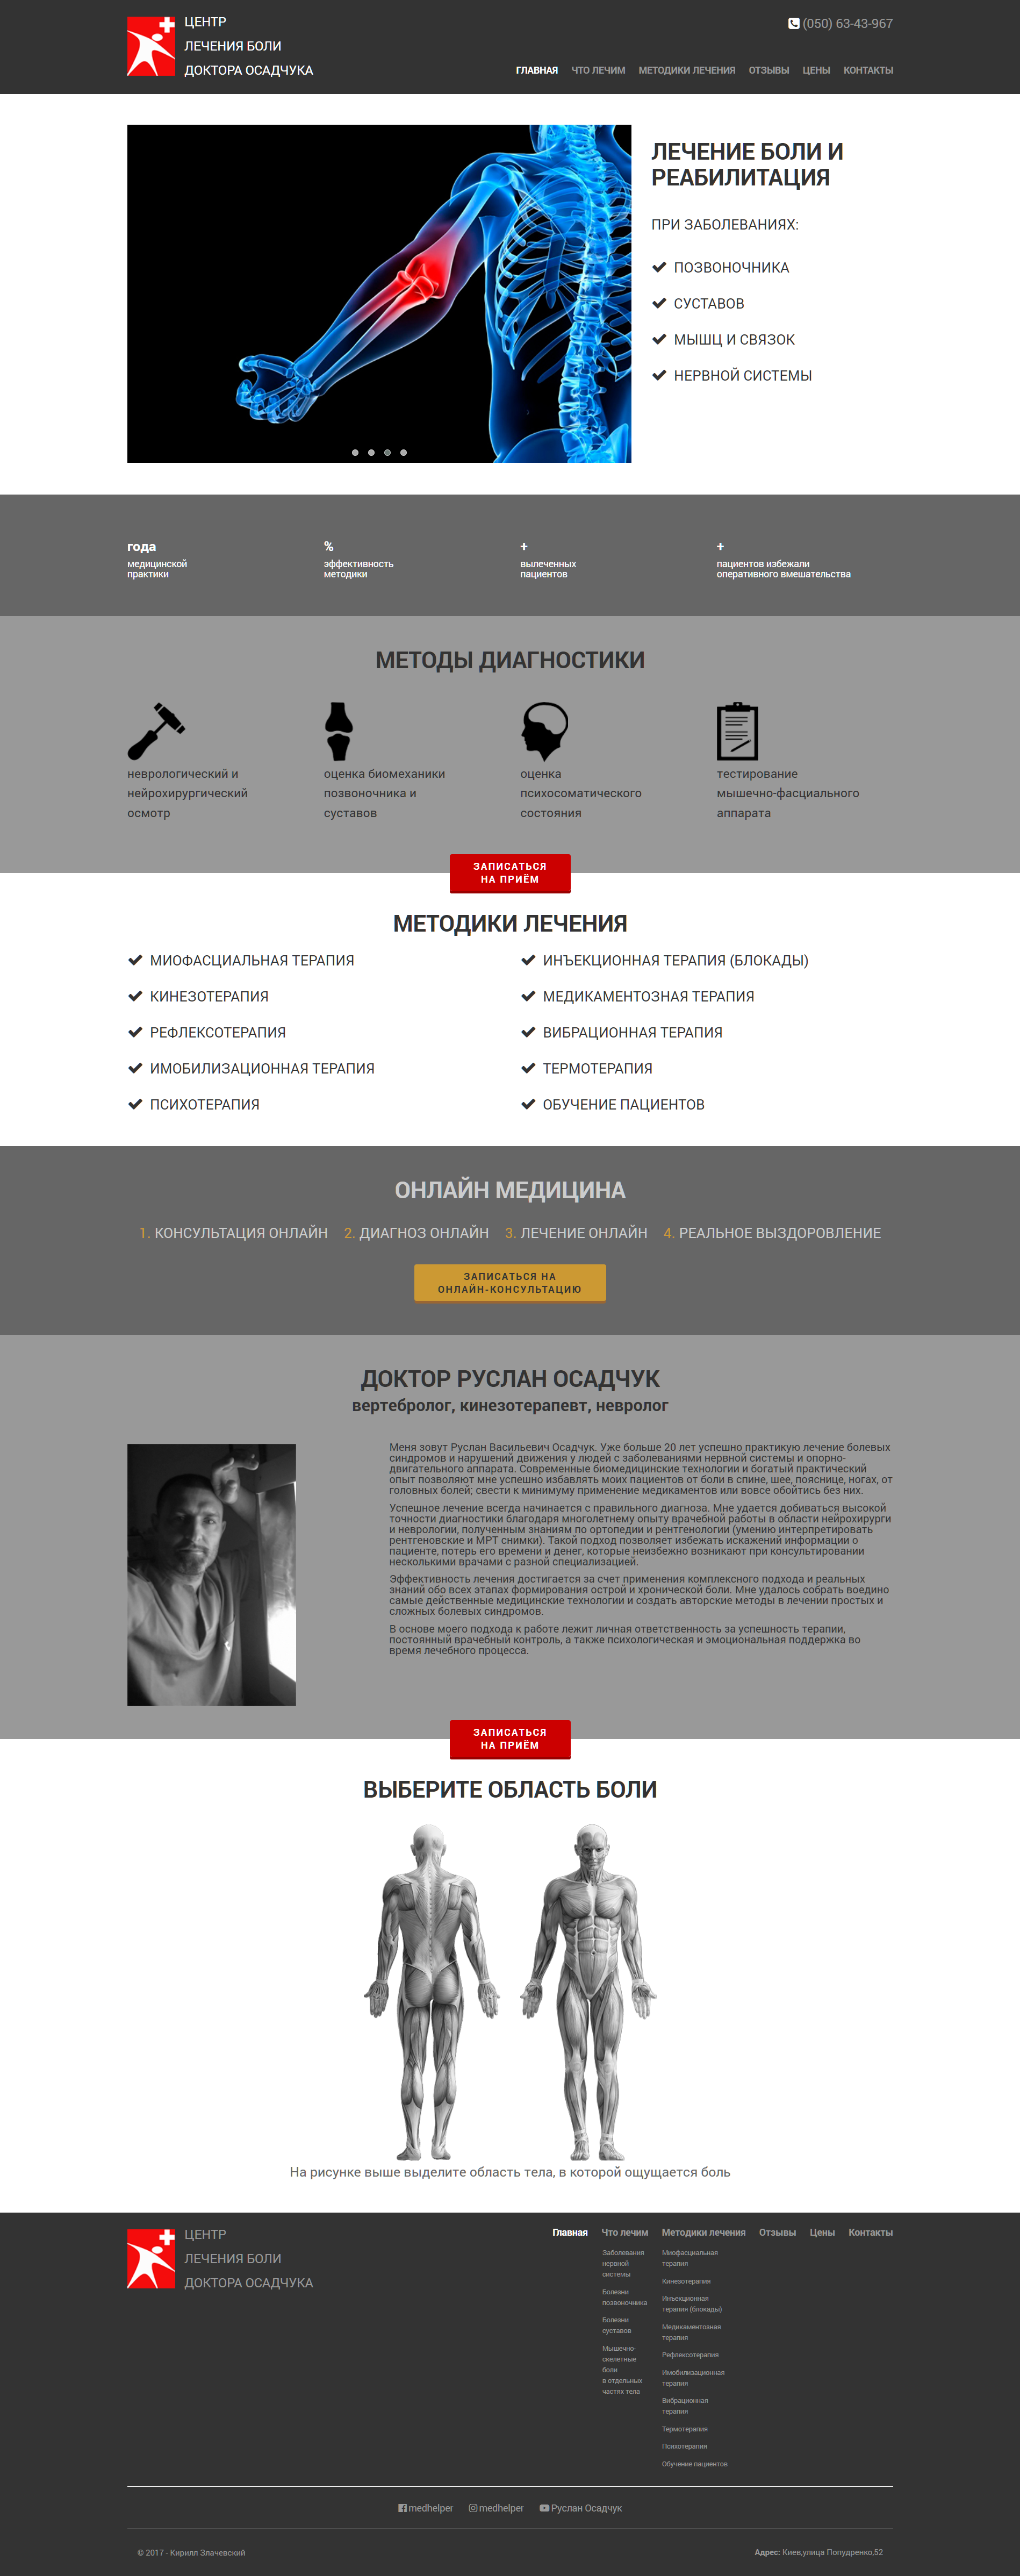 ЦЕНТР
ЛЕЧЕНИЯ БОЛИ
ДОКТОРА ОСАДЧУКА
(050) 63-43-967
ГЛАВНАЯ ЧТО ЛЕЧИМ МЕТОДИКИ ЛЕЧЕНИЯ ОТЗЫВЫ ЦЕНЫ КОНТАКТЫ
ЛЕЧЕНИЕ БОЛИ И
РЕАБИЛИТАЦИЯ
ПРИ ЗАБОЛЕВАНИЯХ:
ПОЗВОНОЧНИКА
СУСТАВОВ
МЫШЦ И СВЯЗОК
НЕРВНОЙ СИСТЕМЫ
года
медицинской
практики
%
эффективность
методики
+
вылеченных
пациентов
+
пациентов избежали
оперативного вмешательства
МЕТОДЫ ДИАГНОСТИКИ
неврологический и
нейрохирургический
осмотр
оценка биомеханики
позвоночника и
суставов
оценка
психосоматического
состояния
тестирование
мышечно-фасциального
аппарата
ЗАПИСАТЬСЯ
НА ПРИЁМ
МЕТОДИКИ ЛЕЧЕНИЯ
МИОФАСЦИАЛЬНАЯ ТЕРАПИЯ
КИНЕЗОТЕРАПИЯ
РЕФЛЕКСОТЕРАПИЯ
ИМОБИЛИЗАЦИОННАЯ ТЕРАПИЯ
ПСИХОТЕРАПИЯ
ИНЪЕКЦИОННАЯ ТЕРАПИЯ (БЛОКАДЫ)
МЕДИКАМЕНТОЗНАЯ ТЕРАПИЯ
ВИБРАЦИОННАЯ ТЕРАПИЯ
ТЕРМОТЕРАПИЯ
ОБУЧЕНИЕ ПАЦИЕНТОВ
ОНЛАЙН МЕДИЦИНА
1. КОНСУЛЬТАЦИЯ ОНЛАЙН 2. ДИАГНОЗ ОНЛАЙН 3. ЛЕЧЕНИЕ ОНЛАЙН 4. РЕАЛЬНОЕ ВЫЗДОРОВЛЕНИЕ
ЗАПИСАТЬСЯ НА
ОНЛАЙН-КОНСУЛЬТАЦИЮ
ДОКТОР РУСЛАН ОСАДЧУК
вертебролог, кинезотерапевт, невролог
Меня зовут Руслан Васильевич Осадчук. Уже больше 20 лет успешно практикую лечение болевых
синдромов и нарушений движения у людей с заболеваниями нервной системы и опорно-
двигательного аппарата. Современные биомедицинские технологии и богатый практический
опыт позволяют мне успешно избавлять моих пациентов от боли в спине, шее, пояснице, ногах, от
головных болей; свести к минимуму применение медикаментов или вовсе обойтись без них.
Успешное лечение всегда начинается с правильного диагноза. Мне удается добиваться высокой
точности диагностики благодаря многолетнему опыту врачебной работы в области нейрохирурги
и неврологии, полученным знаниям по ортопедии и рентгенологии (умению интерпретировать
рентгеновские и МРТ снимки). Такой подход позволяет избежать искажений информации о
пациенте, потерь его времени и денег, которые неизбежно возникают при консультировании
несколькими врачами с разной специализацией.
Эффективность лечения достигается за счет применения комплексного подхода и реальных
знаний обо всех этапах формирования острой и хронической боли. Мне удалось собрать воедино
самые действенные медицинские технологии и создать авторские методы в лечении простых и
сложных болевых синдромов.
В основе моего подхода к работе лежит личная ответственность за успешность терапии,
постоянный врачебный контроль, а также психологическая и эмоциональная поддержка во
время лечебного процесса.
ЗАПИСАТЬСЯ
НА ПРИЁМ
ВЫБЕРИТЕ ОБЛАСТЬ БОЛИ
На рисунке выше выделите область тела, в которой ощущается боль
ЦЕНТР
ЛЕЧЕНИЯ БОЛИ
ДОКТОРА ОСАДЧУКА
Главная Что лечим Методики лечения Отзывы Цены Контакты
Заболевания
нервной
системы
Болезни
позвоночника
Болезни
суставов
Мышечно-
скелетные
боли
в отдельных
частях тела
Миофасциальная
терапия
Кинезотерапия
Инъекционная
терапия (блокады)
Медикаментозная
терапия
Рефлексотерапия
Имобилизационная
терапия
Вибрационная
терапия
Термотерапия
Психотерапия
Обучение пациентов
medhelper medhelper Руслан Осадчук
© 2017 - Кирилл Злачевский
Адрес: Киев,улица Попудренко,52